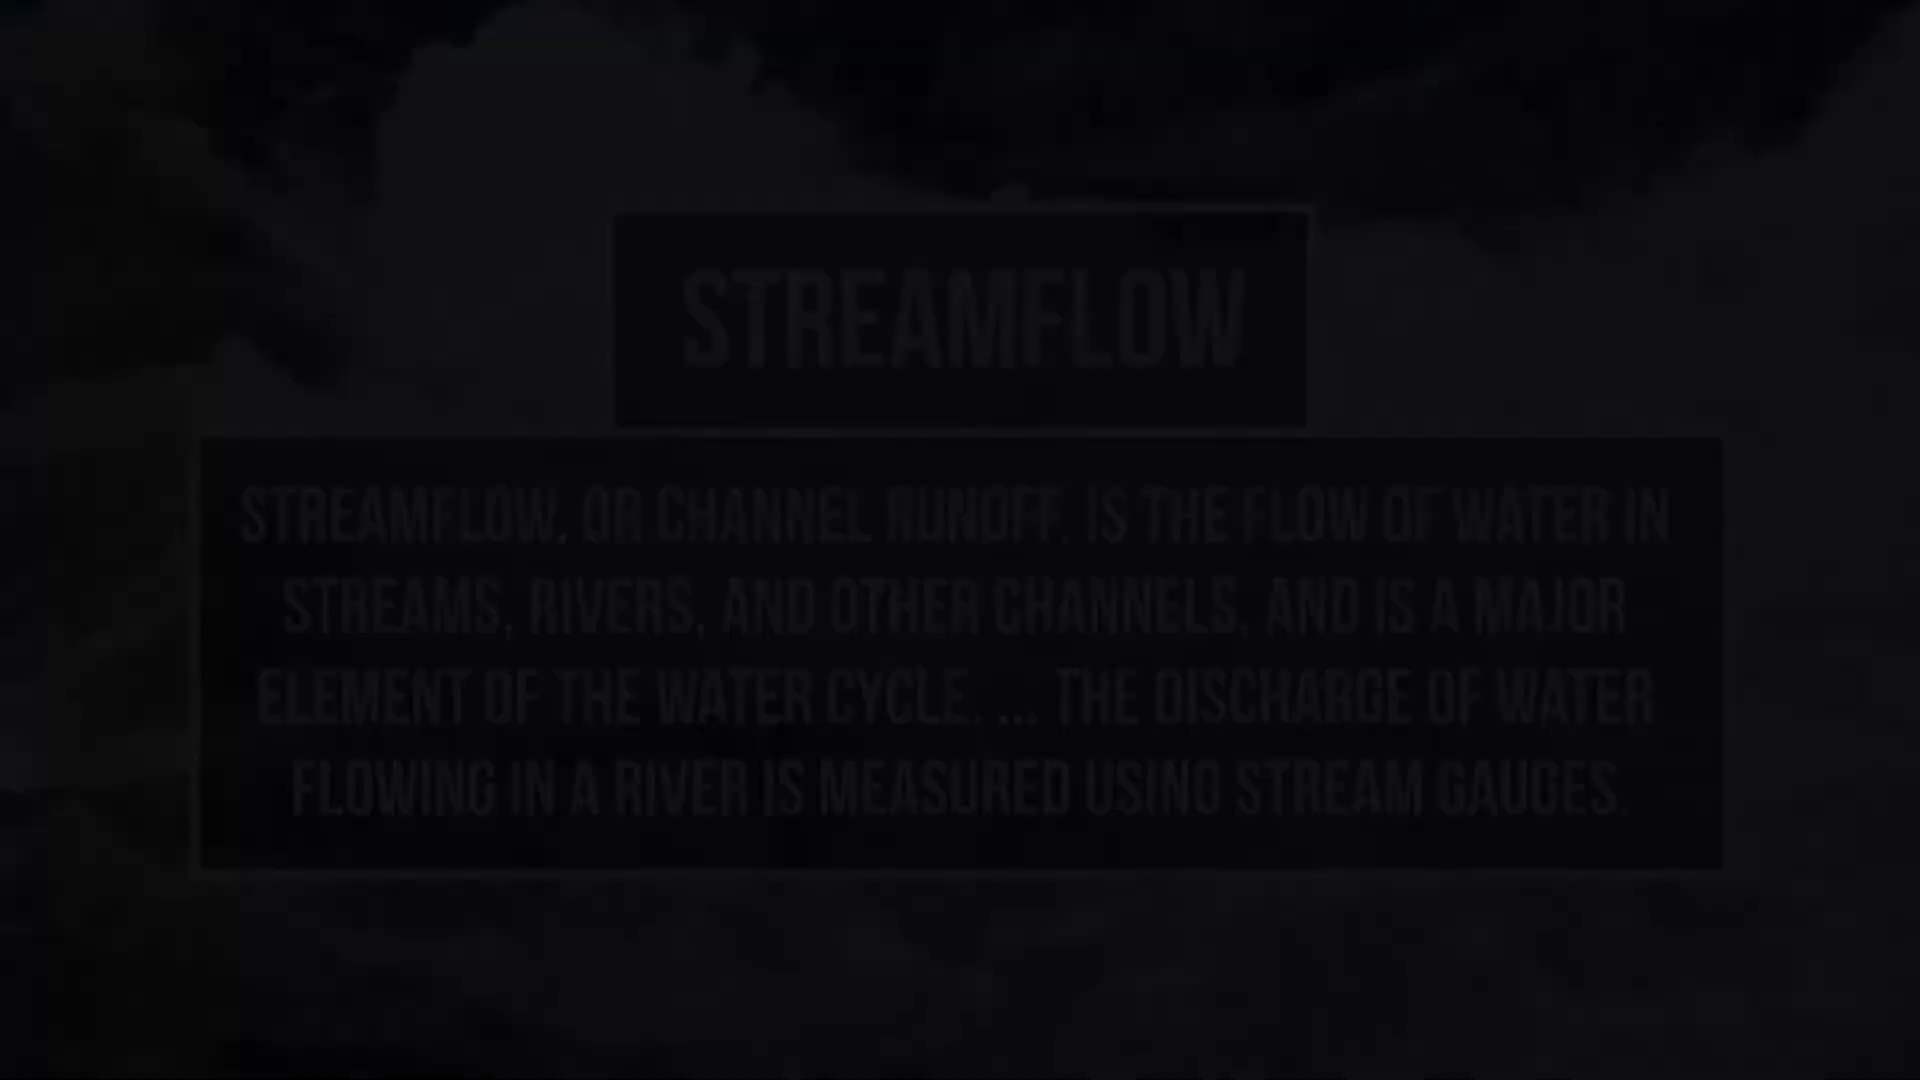 STREAMFLOW
STREAMFLOW, OR CHANNEL RUNOFF, IS THE FLOW OF WATER IN
STREAMS, RIVERS, AND OTHER CHANNELS, AND IS A MAJOR
ELEMENT OF THE WATER CYCLE. ... THE DISCHARGE OF WATER
FLOWING IN A RIVER IS MEASURED USING STREAM GAUGES.